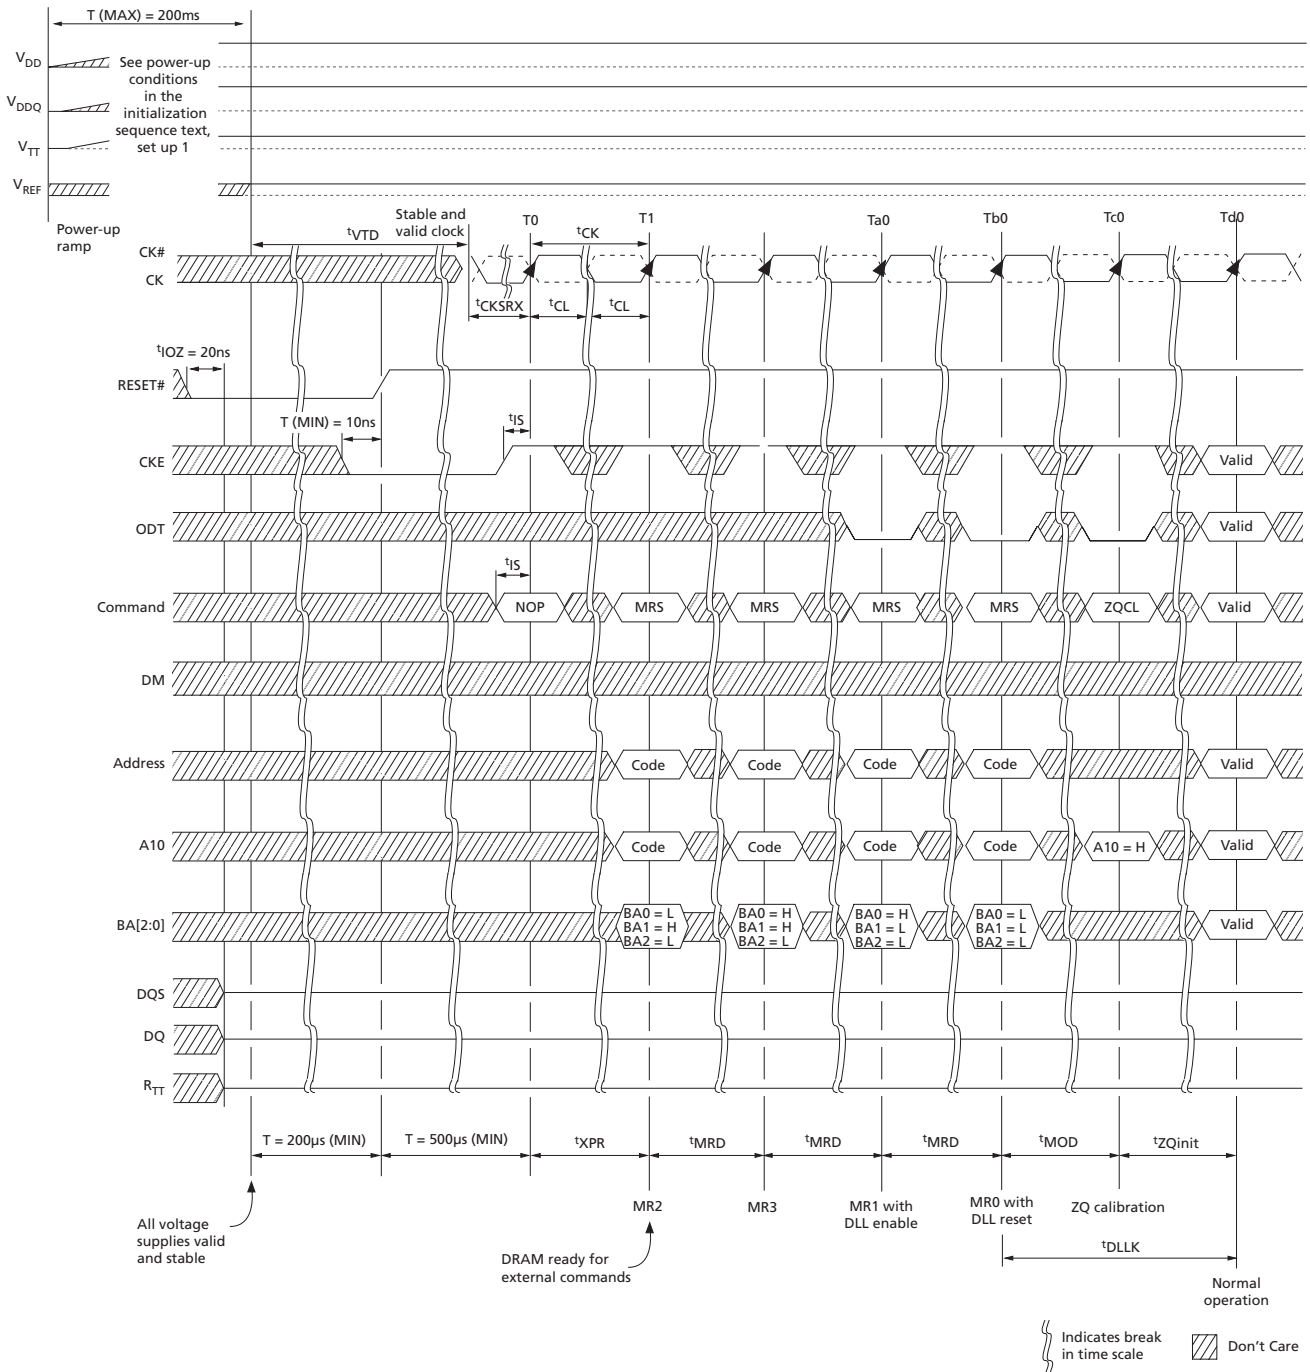 T (MAX) = 200ms
VDD
See power-up
conditions
in the
initialization
sequence text,
set up 1
VDDQ
VTT
VREF
Power-up
ramp
Stable and
valid clock
tVTD
T0
T1
Ta0
Tb0
Tc0
Td0
tCK
CK#
CK
tCKSRX
tCL
tCL
tIOZ = 20ns
RESET#
T (MIN) = 10ns
tIS
CKE
Valid
ODT
Valid
tIS
Command
NOP
MRS
MRS
MRS
MRS
ZQCL
Valid
DM
Address
Code
Code
Code
Code
Valid
A10
Code
Code
Code
Code
A10 = H
Valid
BA[2:0]
BA0 = L
BA1 = H
BA2 = L
BA0 = H
BA1 = H
BA2 = L
BA0 = H
BA1 = L
BA2 = L
BA0 = L
BA1 = L
BA2 = L
Valid
DQS
DQ
RTT
T = 200µs (MIN)
T = 500µs (MIN)
tXPR
tMRD
tMRD
tMRD
tMOD
tZQinit
MR2
MR3
MR1 with
DLL enable
MR0 with
DLL reset
ZQ calibration
All voltage
supplies valid
and stable
DRAM ready for
external commands
tDLLK
Normal
operation
Indicates break
in time scale
Don't Care